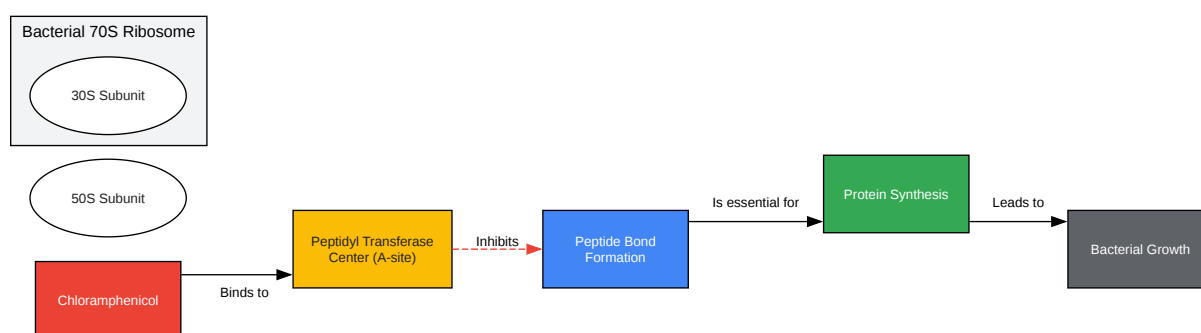 Bacterial 70S Ribosome
30S Subunit
50S Subunit
Chloramphenicol
Binds to
Peptidyl Transferase
Center (A-site)
Inhibits
Peptide Bond
Formation
Is essential for
Protein Synthesis
Leads to
Bacterial Growth